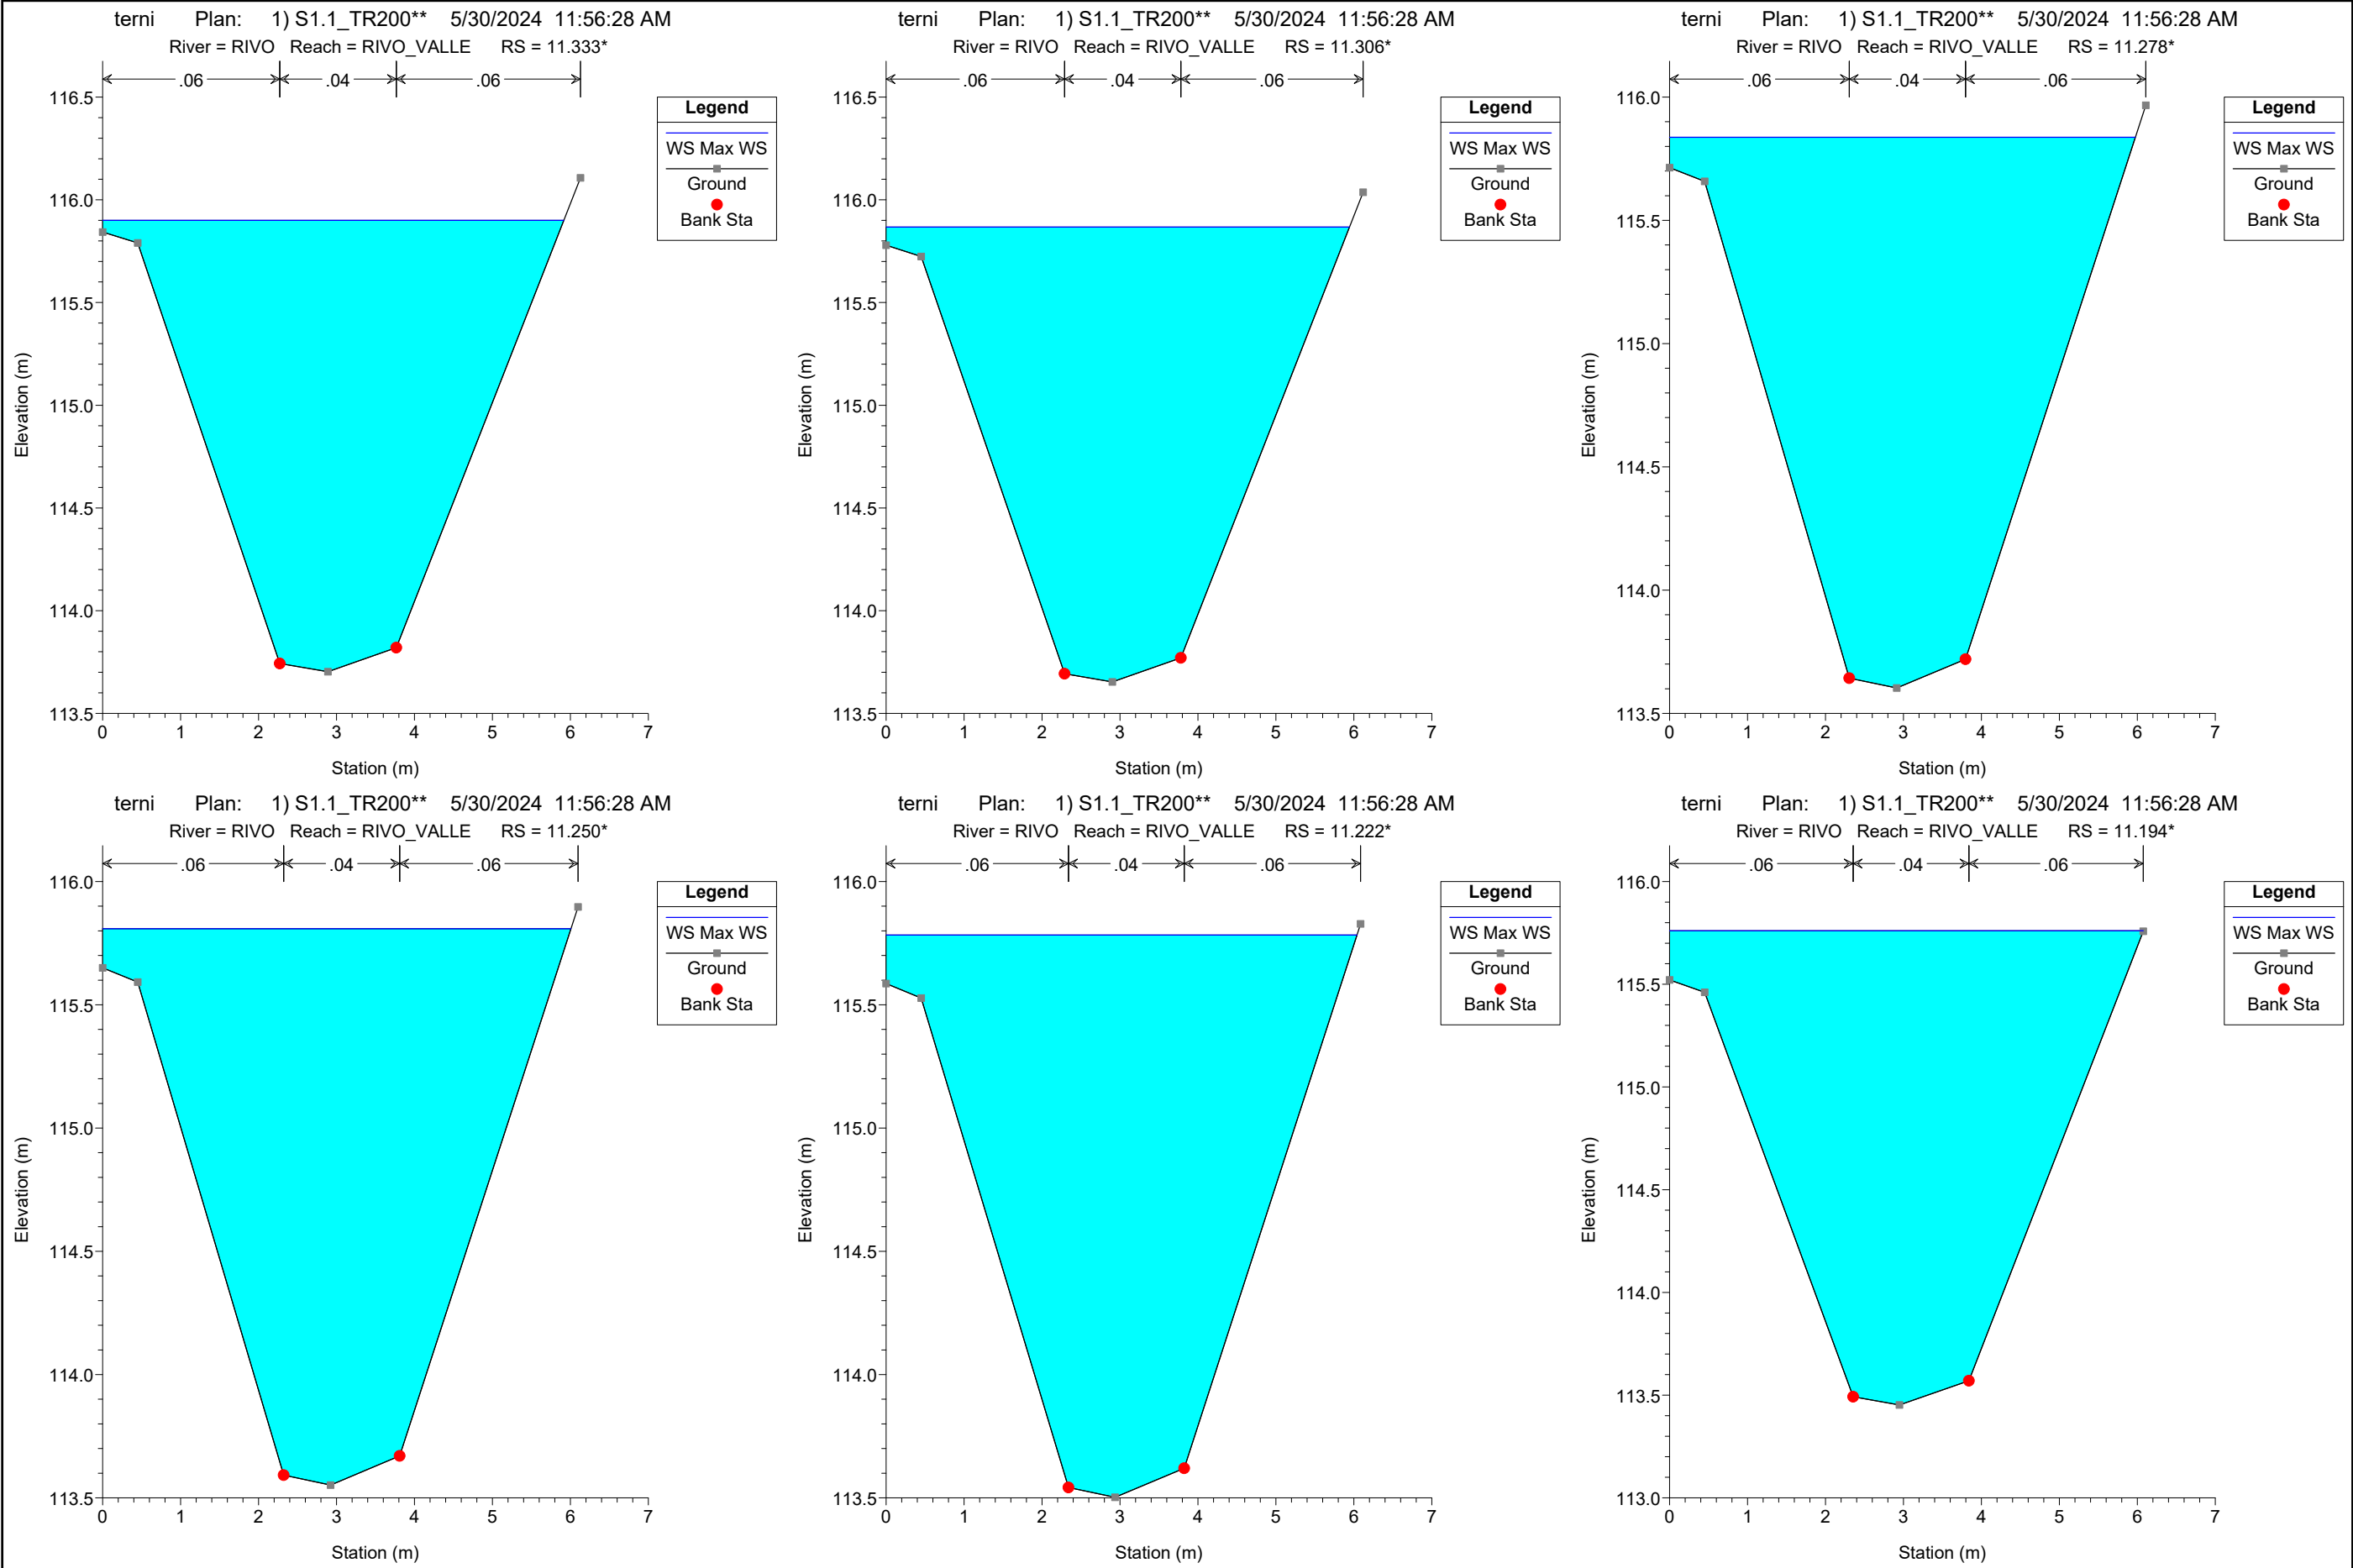 terni Plan: 1) S1.1_TR200** 5/30/2024 11:56:28 AM
River = RIVO Reach = RIVO_VALLE RS = 11.333*
.06 .04 .06
116.5
116.0
115.5
115.0
114.5
114.0
113.5
0 1 2 3 4 5 6 7
Station (m)
Elevation (m)
Legend
WS Max WS
Ground
Bank Sta
terni Plan: 1) S1.1_TR200** 5/30/2024 11:56:28 AM
River = RIVO Reach = RIVO_VALLE RS = 11.306*
.06 .04 .06
116.5
116.0
115.5
115.0
114.5
114.0
113.5
0 1 2 3 4 5 6 7
Station (m)
Elevation (m)
Legend
WS Max WS
Ground
Bank Sta
terni Plan: 1) S1.1_TR200** 5/30/2024 11:56:28 AM
River = RIVO Reach = RIVO_VALLE RS = 11.278*
.06 .04 .06
116.0
115.5
115.0
114.5
114.0
113.5
0 1 2 3 4 5 6 7
Station (m)
Elevation (m)
Legend
WS Max WS
Ground
Bank Sta
terni Plan: 1) S1.1_TR200** 5/30/2024 11:56:28 AM
River = RIVO Reach = RIVO_VALLE RS = 11.250*
.06 .04 .06
116.0
115.5
115.0
114.5
114.0
113.5
0 1 2 3 4 5 6 7
Station (m)
Elevation (m)
Legend
WS Max WS
Ground
Bank Sta
terni Plan: 1) S1.1_TR200** 5/30/2024 11:56:28 AM
River = RIVO Reach = RIVO_VALLE RS = 11.222*
.06 .04 .06
116.0
115.5
115.0
114.5
114.0
113.5
0 1 2 3 4 5 6 7
Station (m)
Elevation (m)
Legend
WS Max WS
Ground
Bank Sta
terni Plan: 1) S1.1_TR200** 5/30/2024 11:56:28 AM
River = RIVO Reach = RIVO_VALLE RS = 11.194*
.06 .04 .06
116.0
115.5
115.0
114.5
114.0
113.5
113.0
0 1 2 3 4 5 6 7
Station (m)
Elevation (m)
Legend
WS Max WS
Ground
Bank Sta